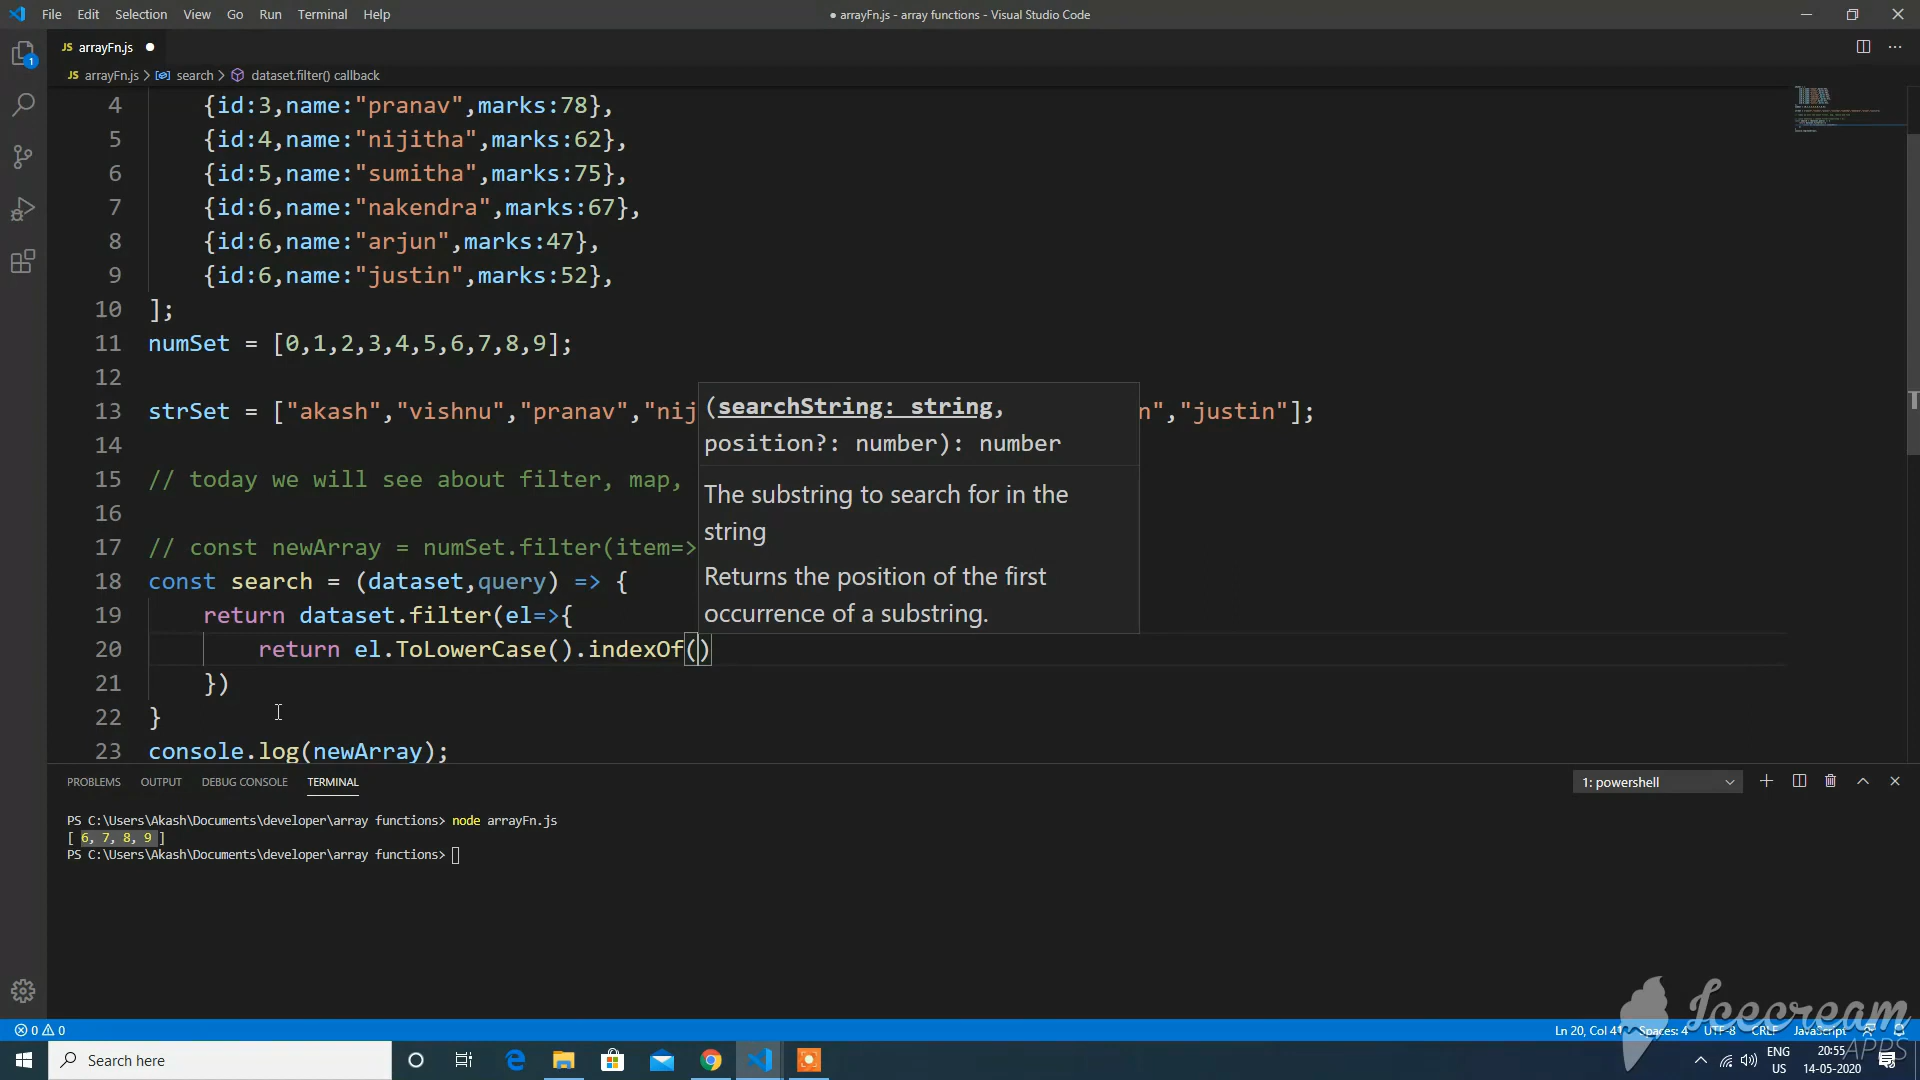 File Edit Selection View Go Run Terminal Help
● arrayFn.js - array functions - Visual Studio Code
JS arrayFn.js ●
JS arrayFn.js > search > dataset.filter() callback
1
4 {id:3,name:"pranav",marks:78},
5 {id:4,name:"nijitha",marks:62},
6 {id:5,name:"sumitha",marks:75},
7 {id:6,name:"nakendra",marks:67},
8 {id:6,name:"arjun",marks:47},
9 {id:6,name:"justin",marks:52},
10 ];
11 numSet = [0,1,2,3,4,5,6,7,8,9];
12
13 strSet = ["akash","vishnu","pranav","nij n","justin"];
14
15 // today we will see about filter, map,
16
17 // const newArray = numSet.filter(item=>
18 const search = (dataset,query) => {
19 return dataset.filter(el=>{
20 return el.ToLowerCase().indexOf()
21 })
22 }
23 console.log(newArray);
(searchString: string,
position?: number): number
The substring to search for in the
string
Returns the position of the first
occurrence of a substring.
PROBLEMS OUTPUT DEBUG CONSOLE TERMINAL
1: powershell
PS C:\Users\Akash\Documents\developer\array functions> node arrayFn.js
[ 6, 7, 8, 9 ]
PS C:\Users\Akash\Documents\developer\array functions>
0 0
Ln 20, Col 41 Spaces: 4 UTF-8 CRLF JavaScript
Icecream
APPS
Search here
ENG
US
20:55
14-05-2020